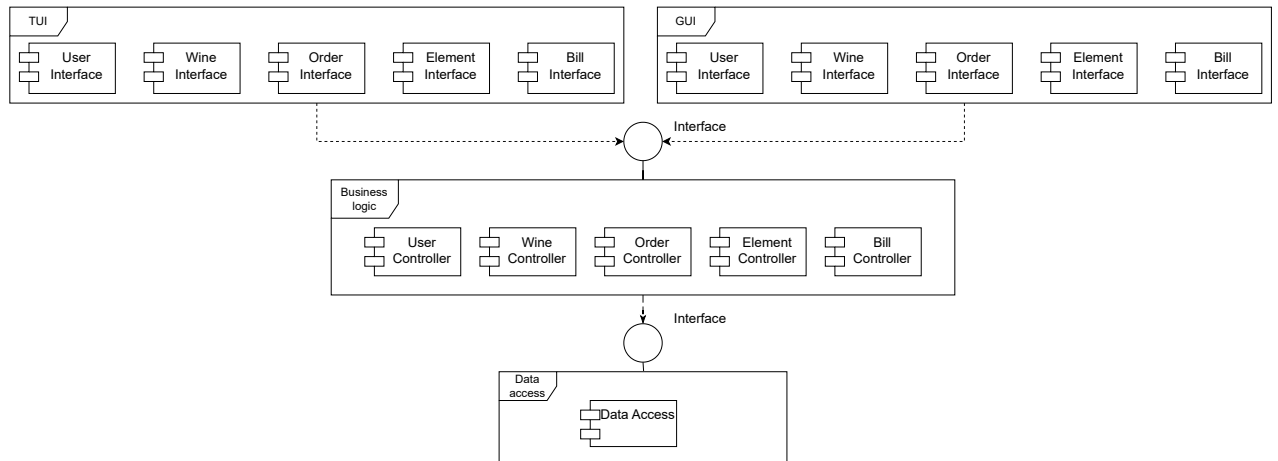 TUI
User
Interface
Wine
Interface
Order
Interface
Element
Interface
Bill
Interface
GUI
User
Interface
Wine
Interface
Order
Interface
Element
Interface
Bill
Interface
Interface
Business
logic
User
Controller
Wine
Controller
Order
Controller
Element
Controller
Bill
Controller
Interface
Data
access
Data Access